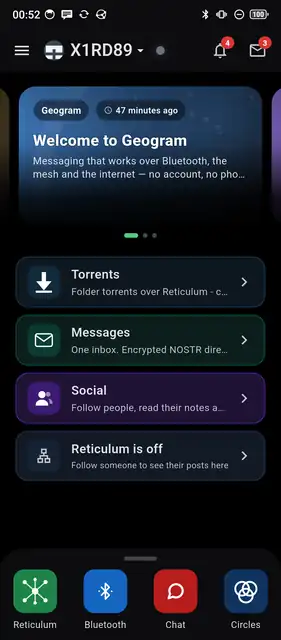 00:52
100
X1RD89
4
3
Geogram
47 minutes ago
Welcome to Geogram
Messaging that works over Bluetooth, the
mesh and the internet — no account, no pho…
Torrents
Folder torrents over Reticulum - c…
Messages
One inbox. Encrypted NOSTR dire…
Social
Follow people, read their notes a…
Reticulum is off
Follow someone to see their posts here
Reticulum
Bluetooth
Chat
Circles